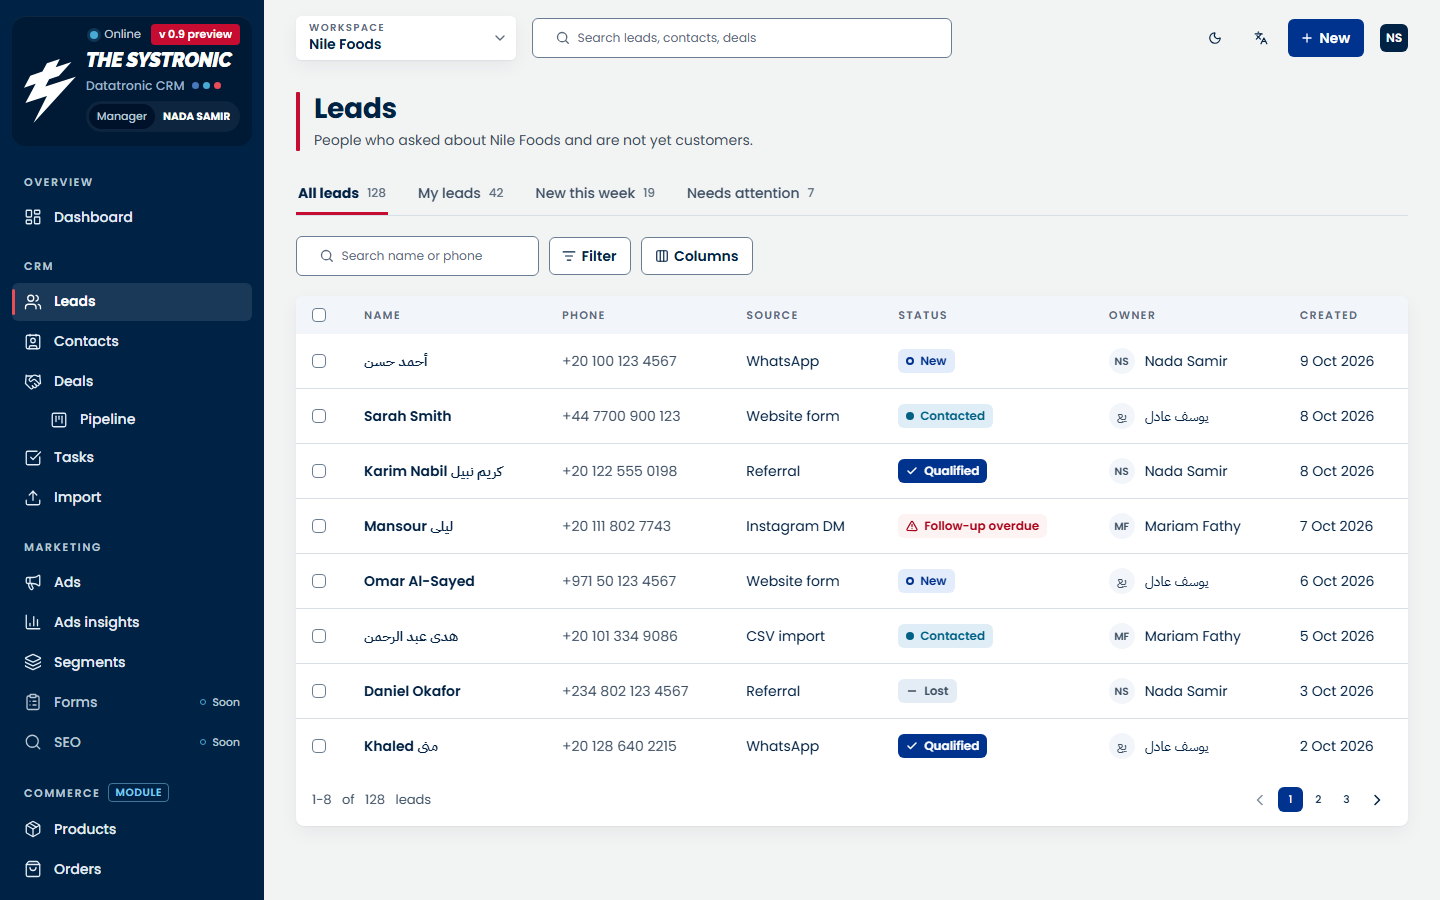 Online v 0.9 preview
THE SYSTRONIC
Datatronic CRM
Manager NADA SAMIR
OVERVIEW
Dashboard
CRM
Leads
Contacts
Deals
Pipeline
Tasks
Import
MARKETING
Ads
Ads insights
Segments
Forms Soon
SEO Soon
COMMERCE MODULE
Products
Orders
WORKSPACE
Nile Foods
Search leads, contacts, deals
+ New
NS
Leads
People who asked about Nile Foods and are not yet customers.
All leads 128 My leads 42 New this week 19 Needs attention 7
Search name or phone Filter Columns
NAME PHONE SOURCE STATUS OWNER CREATED
أحمد حسن +20 100 123 4567 WhatsApp New NS Nada Samir 9 Oct 2026
Sarah Smith +44 7700 900 123 Website form Contacted يع يوسف عادل 8 Oct 2026
Karim Nabil كريم نبيل +20 122 555 0198 Referral Qualified NS Nada Samir 8 Oct 2026
Mansour ليلى +20 111 802 7743 Instagram DM Follow-up overdue MF Mariam Fathy 7 Oct 2026
Omar Al-Sayed +971 50 123 4567 Website form New يع يوسف عادل 6 Oct 2026
هدى عبد الرحمن +20 101 334 9086 CSV import Contacted MF Mariam Fathy 5 Oct 2026
Daniel Okafor +234 802 123 4567 Referral Lost NS Nada Samir 3 Oct 2026
Khaled منى +20 128 640 2215 WhatsApp Qualified يع يوسف عادل 2 Oct 2026
1-8 of 128 leads 1 2 3